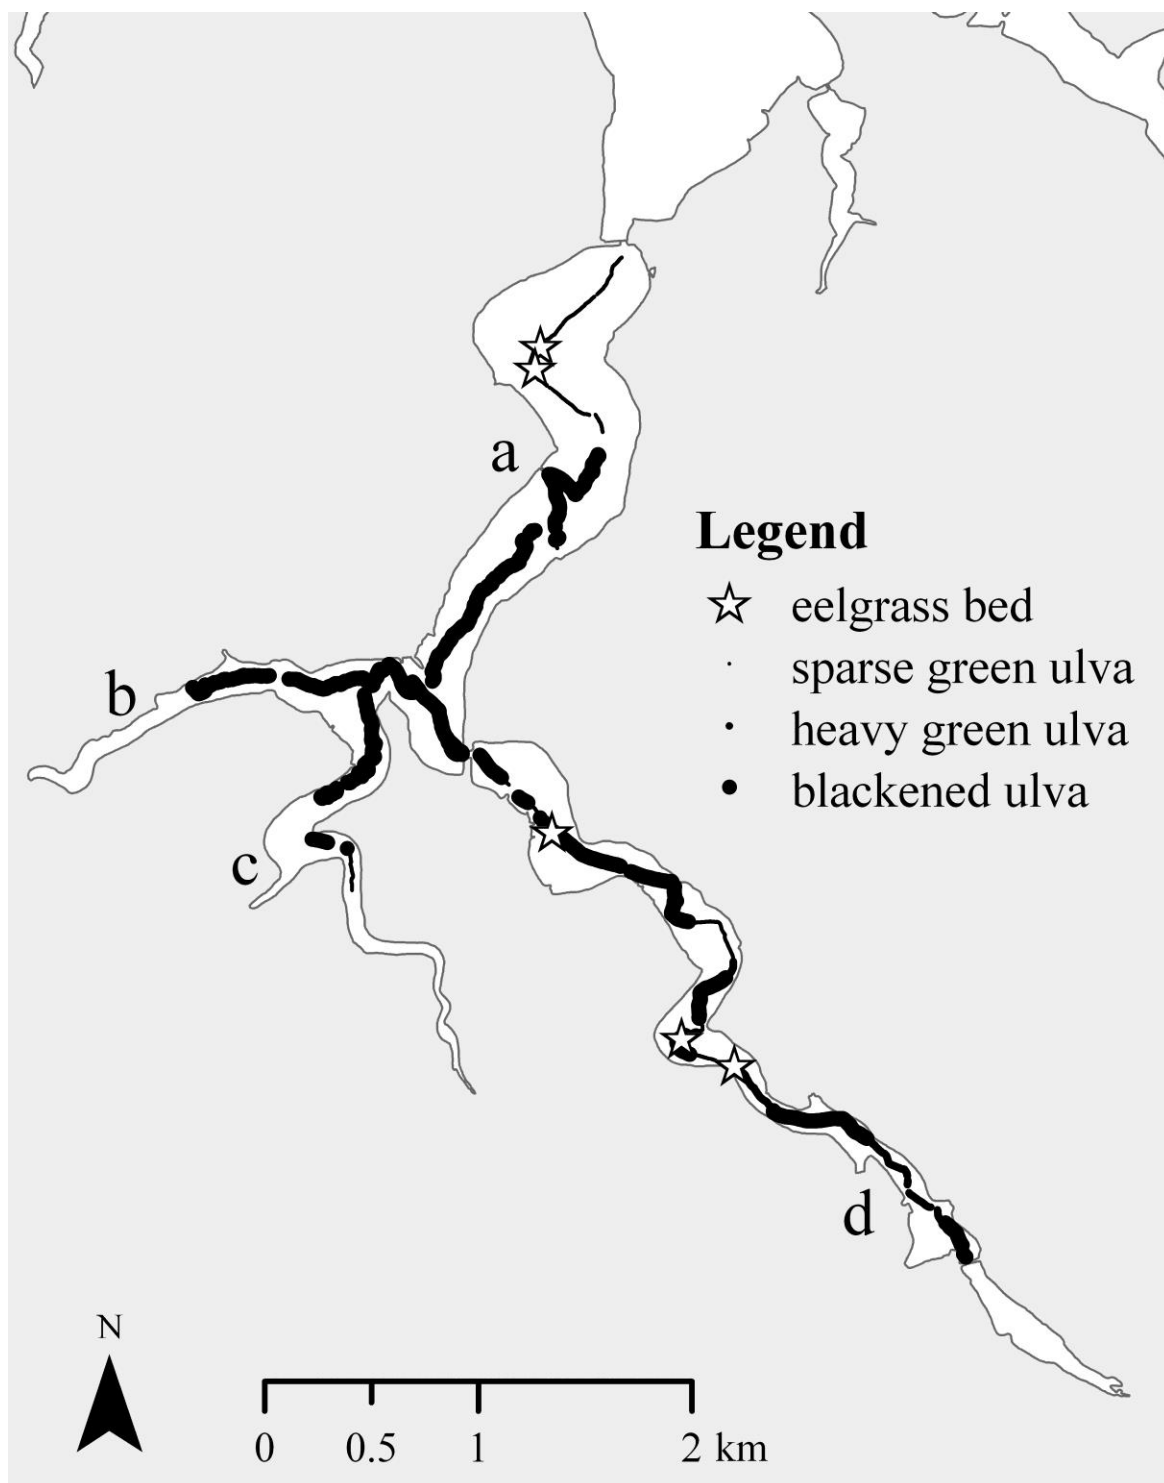 a
Legend
eelgrass bed
sparse green ulva
b
heavy green ulva
blackened ulva
c
d
N
0 0.5 1 2 km